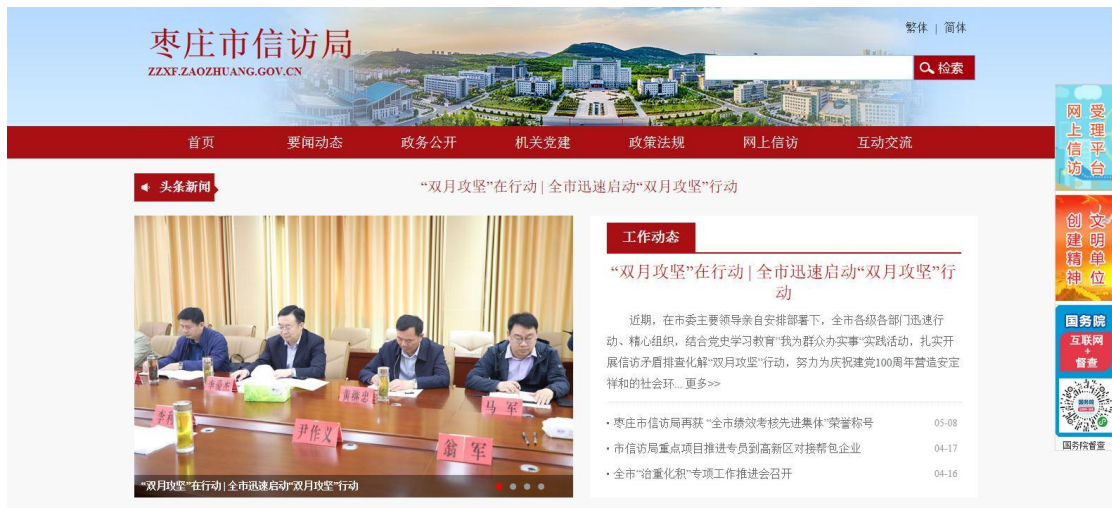 枣庄市信访局
ZZXF.ZAOZHUANG.GOV.CN
繁体 | 简体
检索
首页 要闻动态 政务公开 机关党建 政策法规 网上信访 互动交流
头条新闻
“双月攻坚”在行动 | 全市迅速启动“双月攻坚”行动
尹作义
翁军
马军
“双月攻坚”在行动 | 全市迅速启动“双月攻坚”行动
工作动态
“双月攻坚”在行动 | 全市迅速启动“双月攻坚”行
动
近期，在市委主要领导亲自安排部署下，全市各级各部门迅速行
动、精心组织，结合党史学习教育“我为群众办实事“实践活动，扎实开
展信访矛盾排查化解“双月攻坚”行动，努力为庆祝建党100周年营造安定
祥和的社会环... 更多>>
· 枣庄市信访局再获 “全市绩效考核先进集体”荣誉称号 05-08
· 市信访局重点项目推进专员到高新区对接帮包企业 04-17
· 全市“治重化积”专项工作推进会召开 04-16
网上信访
受理平台
创建精神
文明单位
国务院
互联网
+
督查
国务院督查